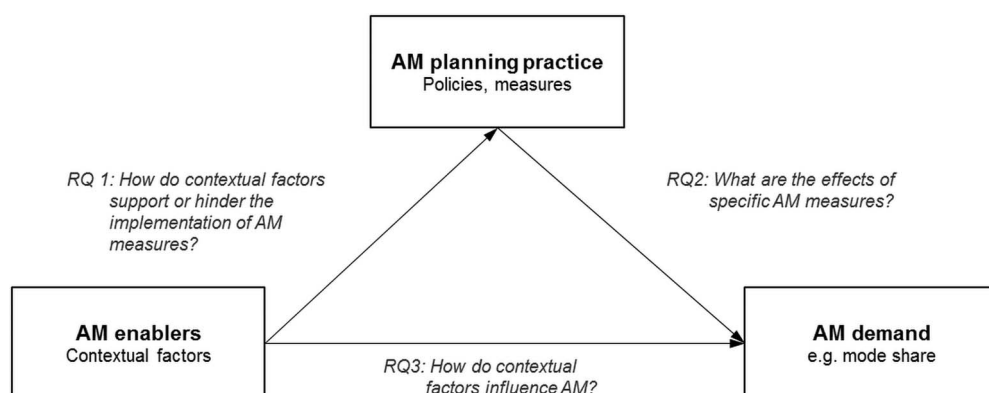 AM planning practice
Policies, measures
RQ 1: How do contextual factors
support or hinder the
implementation of AM
measures?
RQ2: What are the effects of
specific AM measures?
AM enablers
Contextual factors
AM demand
e.g. mode share
RQ3: How do contextual
factors influence AM?